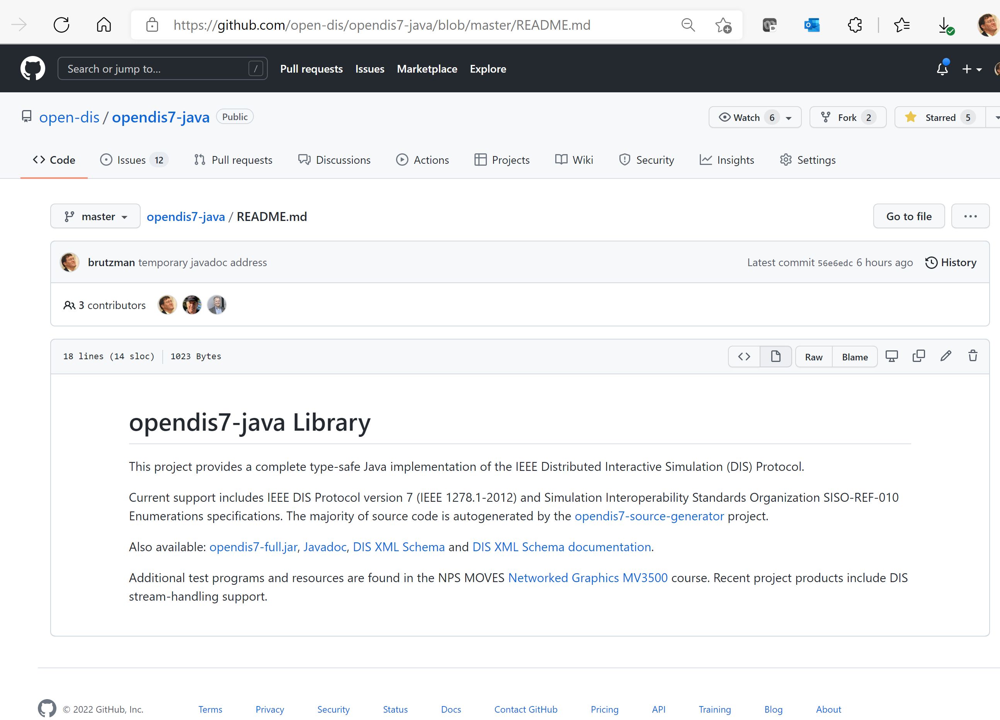 https://github.com/open-dis/opendis7-java/blob/master/README.md
Search or jump to... / Pull requests Issues Marketplace Explore
open-dis / opendis7-java Public Watch 6 Fork 2 Starred 5
Code Issues 12 Pull requests Discussions Actions Projects Wiki Security Insights Settings
master opendis7-java / README.md Go to file ...
brutzman temporary javadoc address Latest commit 56e6edc 6 hours ago History
3 contributors
18 lines (14 sloc) 1023 Bytes <> Raw Blame
opendis7-java Library
This project provides a complete type-safe Java implementation of the IEEE Distributed Interactive Simulation (DIS) Protocol.
Current support includes IEEE DIS Protocol version 7 (IEEE 1278.1-2012) and Simulation Interoperability Standards Organization SISO-REF-010
Enumerations specifications. The majority of source code is autogenerated by the opendis7-source-generator project.
Also available: opendis7-full.jar, Javadoc, DIS XML Schema and DIS XML Schema documentation.
Additional test programs and resources are found in the NPS MOVES Networked Graphics MV3500 course. Recent project products include DIS
stream-handling support.
© 2022 GitHub, Inc. Terms Privacy Security Status Docs Contact GitHub Pricing API Training Blog About